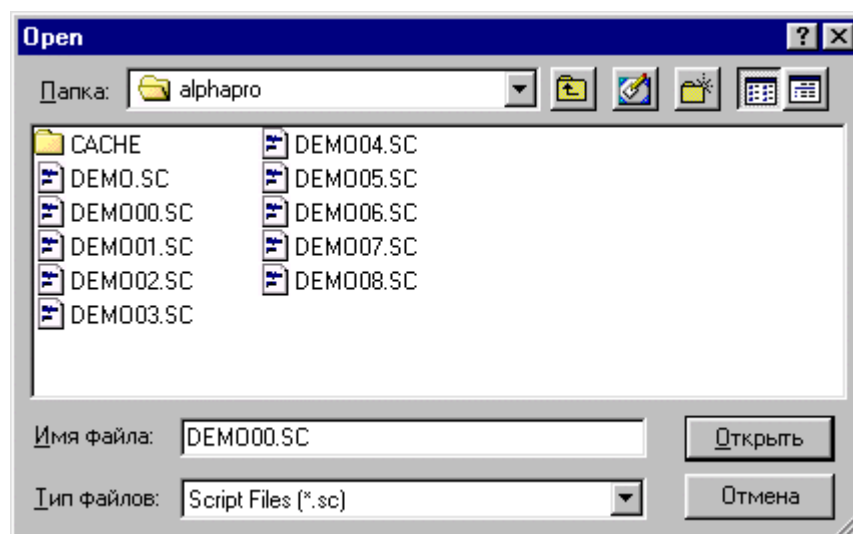 Open
Папка: alphapro
CACHE
DEMO.SC
DEMO00.SC
DEMO01.SC
DEMO02.SC
DEMO03.SC
DEMO04.SC
DEMO05.SC
DEMO06.SC
DEMO07.SC
DEMO08.SC
Имя файла: DEMO00.SC
Открыть
Тип файлов: Script Files (*.sc)
Отмена